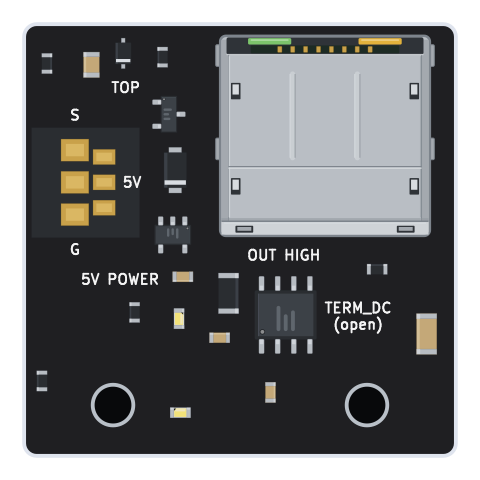 TOP
S
5V
G
OUT HIGH
5V POWER
TERM_DC
(open)